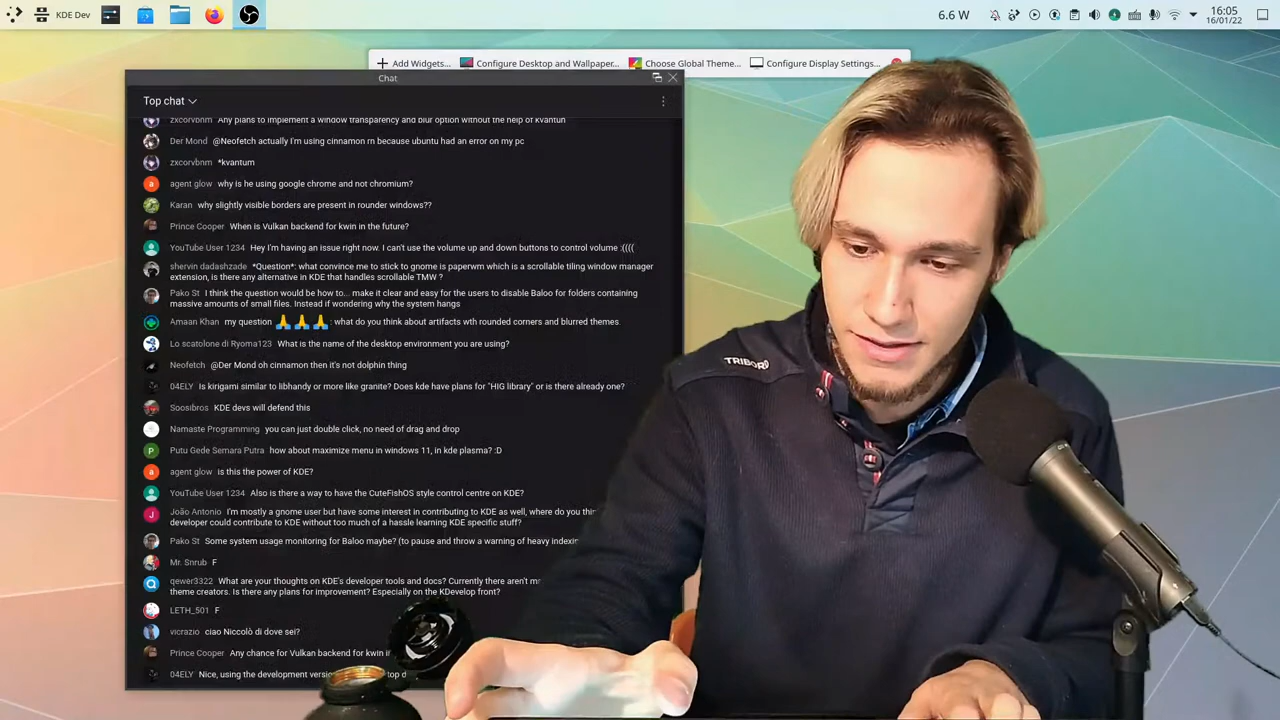 KDE Dev
6.6 W
16:05
16/01/22
Add Widgets...
Configure Desktop and Wallpaper...
Choose Global Theme...
Configure Display Settings...
Chat
Top chat
zxcorvbnm Any plans to implement a window transparency and blur option without the help of kvantun
Der Mond @Neofetch actually I'm using cinnamon rn because ubuntu had an error on my pc
zxcorvbnm *kvantum
agent glow why is he using google chrome and not chromium?
Karan why slightly visible borders are present in rounder windows??
Prince Cooper When is Vulkan backend for kwin in the future?
YouTube User 1234 Hey I'm having an issue right now. I can't use the volume up and down buttons to control volume :((((
shervin dadashzade *Question*: what convince me to stick to gnome is paperwm which is a scrollable tiling window manager
extension, is there any alternative in KDE that handles scrollable TMW ?
Pako St I think the question would be how to... make it clear and easy for the users to disable Baloo for folders containing
massive amounts of small files. Instead if wondering why the system hangs
Amaan Khan my question 🙏🙏🙏: what do you think about artifacts wth rounded corners and blurred themes.
Lo scatolone di Ryoma123 What is the name of the desktop environment you are using?
Neofetch @Der Mond oh cinnamon then it's not dolphin thing
04ELY Is kirigami similar to libhandy or more like granite? Does kde have plans for "HIG library" or is there already one?
Soosibros KDE devs will defend this
Namaste Programming you can just double click, no need of drag and drop
Putu Gede Semara Putra how about maximize menu in windows 11, in kde plasma? :D
agent glow is this the power of KDE?
YouTube User 1234 Also is there a way to have the CuteFishOS style control centre on KDE?
João Antonio I'm mostly a gnome user but have some interest in contributing to KDE as well, where do you
developer could contribute to KDE without too much of a hassle learning KDE specific stuff?
Pako St Some system usage monitoring for Baloo maybe? (to pause and throw a warning of heavy
Mr. Snrub F
qewer3322 What are your thoughts on KDE's developer tools and docs? Currently there aren't
theme creators. Is there any plans for improvement? Especially on the KDevelop front?
LETH_501 F
vicrazio ciao Niccolò di dove sei?
Prince Cooper Any chance for Vulkan backend for kwin
04ELY Nice, using the development
TRIBORD